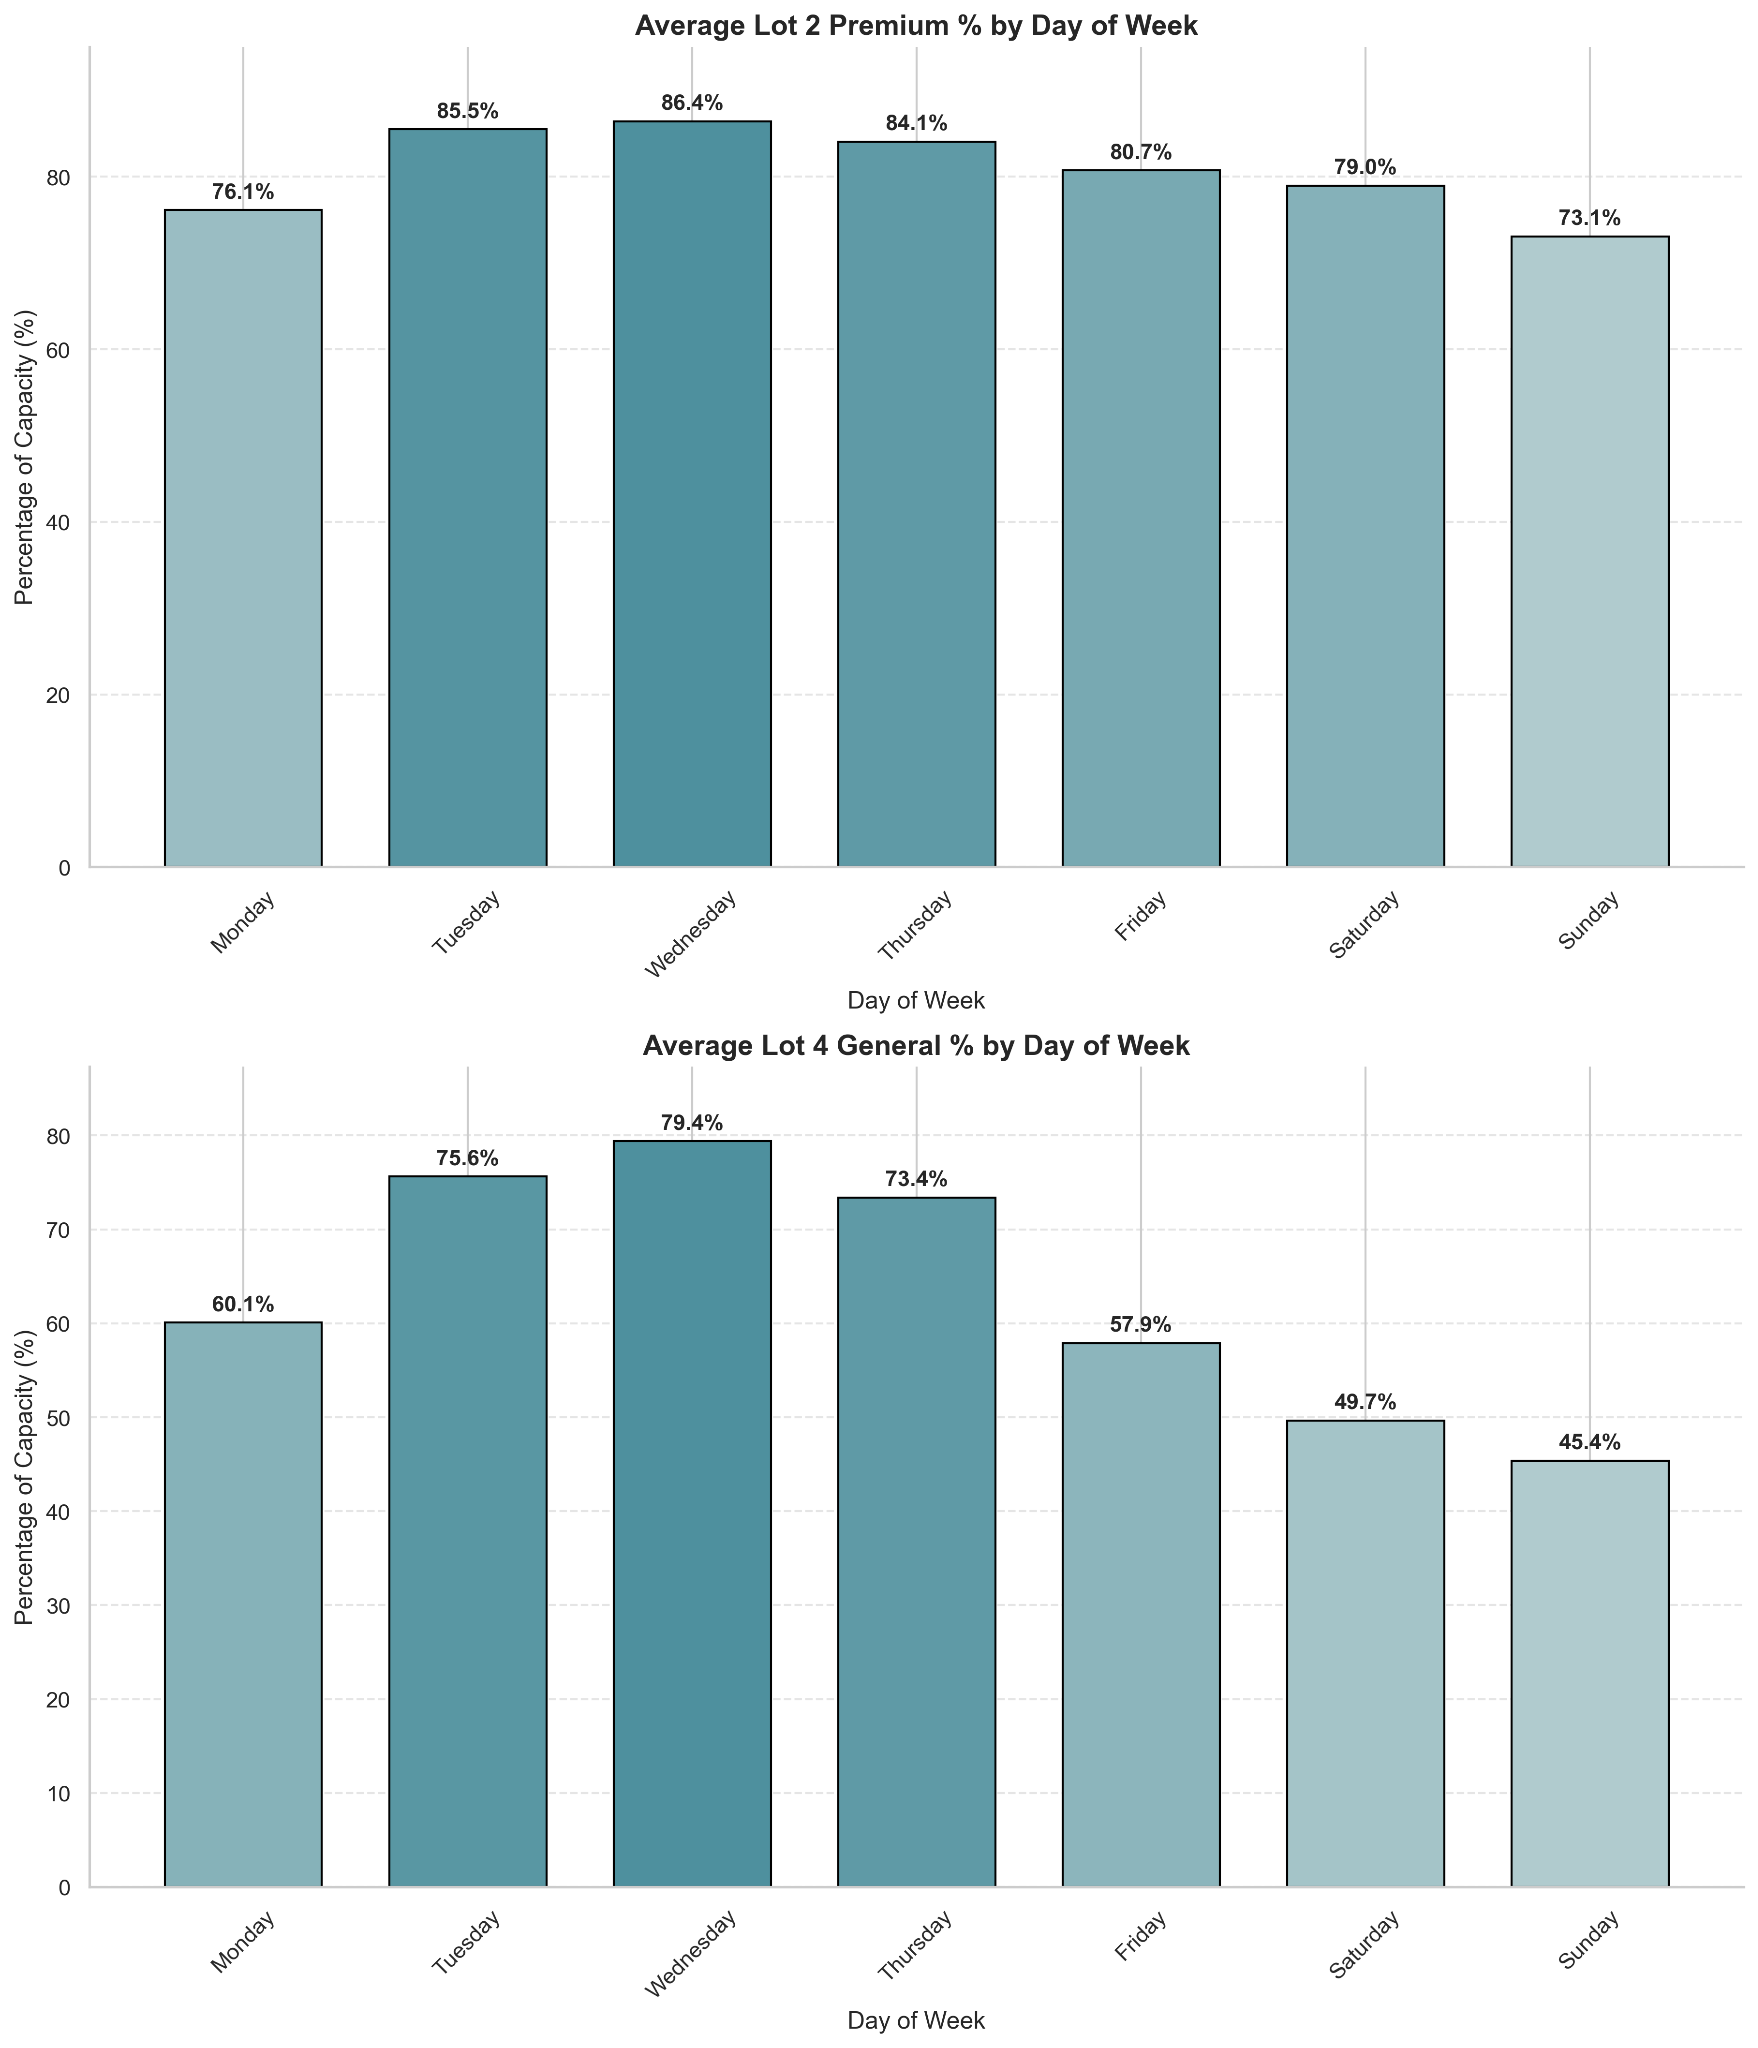 Average Lot 2 Premium % by Day of Week
Percentage of Capacity (%)
80
60
40
20
0
76.1%
85.5%
86.4%
84.1%
80.7%
79.0%
73.1%
Monday
Tuesday
Wednesday
Thursday
Friday
Saturday
Sunday
Day of Week
Average Lot 4 General % by Day of Week
Percentage of Capacity (%)
80
70
60
50
40
30
20
10
0
60.1%
75.6%
79.4%
73.4%
57.9%
49.7%
45.4%
Monday
Tuesday
Wednesday
Thursday
Friday
Saturday
Sunday
Day of Week